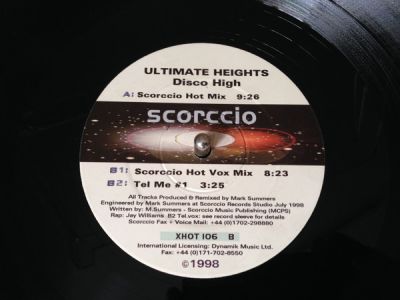 ULTIMATE HEIGHTS
Disco High
A: Scorccio Hot Mix 9:26
scorccio
B1: Scorccio Hot Vox Mix 8:23
B2: Tel Me #1 3:25
All Tracks Produced & Remixed by Mark Summers
Engineered by Mark Summers at Scorccio Records Studio July 1998
Written by: M.Summers - Scorccio Music Publishing (MCPS)
Rap: Jay Williams B2 Tel.vox: see record sleeve for details
Scorccio Fax + Voice Mail: +44 (0)1702-298880
XHOT 106 B
International Licensing: Dynamik Music Ltd.
Fax: +44 (0)171-702-8550
©1998